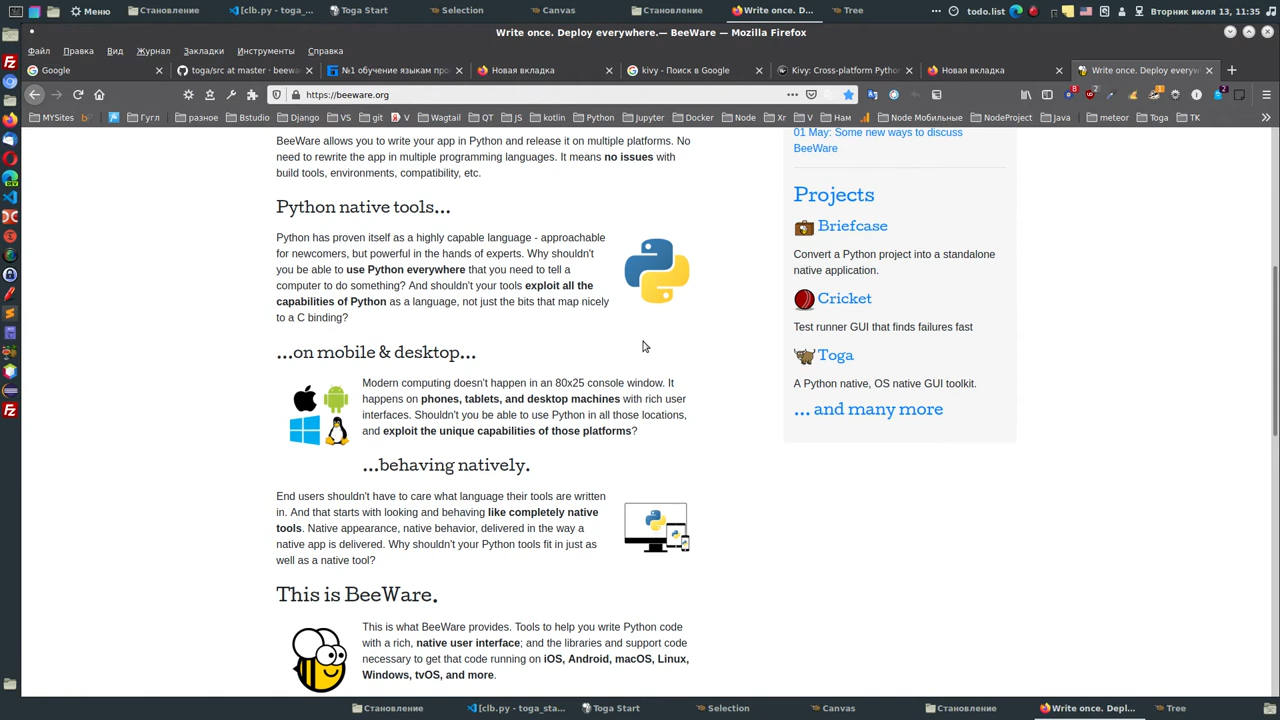 Меню
Становление
[clb.py - toga_sta...
Toga Start
Selection
Canvas
Становление
Write once. D...
Tree
todo.list
Вторник июля 13, 11:35
Write once. Deploy everywhere.— BeeWare — Mozilla Firefox
Файл Правка Вид Журнал Закладки Инструменты Справка
Google
toga/src at master · beewa
№1 обучение языкам про
Новая вкладка
kivy - Поиск в Google
Kivy: Cross-platform Python
Новая вкладка
Write once. Deploy everyw
https://beeware.org
MYSites
Гугл
разное
Bstudio
Django
VS
git
V
Wagtail
QT
JS
kotlin
Python
Jupyter
Docker
Node
Xr
V
Нам
Node Мобильные
NodeProject
Java
meteor
Toga
TK
BeeWare allows you to write your app in Python and release it on multiple platforms. No
need to rewrite the app in multiple programming languages. It means no issues with
build tools, environments, compatibility, etc.
Python native tools...
Python has proven itself as a highly capable language - approachable
for newcomers, but powerful in the hands of experts. Why shouldn't
you be able to use Python everywhere that you need to tell a
computer to do something? And shouldn't your tools exploit all the
capabilities of Python as a language, not just the bits that map nicely
to a C binding?
...on mobile & desktop...
Modern computing doesn't happen in an 80x25 console window. It
happens on phones, tablets, and desktop machines with rich user
interfaces. Shouldn't you be able to use Python in all those locations,
and exploit the unique capabilities of those platforms?
...behaving natively.
End users shouldn't have to care what language their tools are written
in. And that starts with looking and behaving like completely native
tools. Native appearance, native behavior, delivered in the way a
native app is delivered. Why shouldn't your Python tools fit in just as
well as a native tool?
This is BeeWare.
This is what BeeWare provides. Tools to help you write Python code
with a rich, native user interface; and the libraries and support code
necessary to get that code running on iOS, Android, macOS, Linux,
Windows, tvOS, and more.
01 May: Some new ways to discuss
BeeWare
Projects
Briefcase
Convert a Python project into a standalone
native application.
Cricket
Test runner GUI that finds failures fast
Toga
A Python native, OS native GUI toolkit.
... and many more
Становление
[clb.py - toga_sta...
Toga Start
Selection
Canvas
Становление
Write once. Depl...
Tree